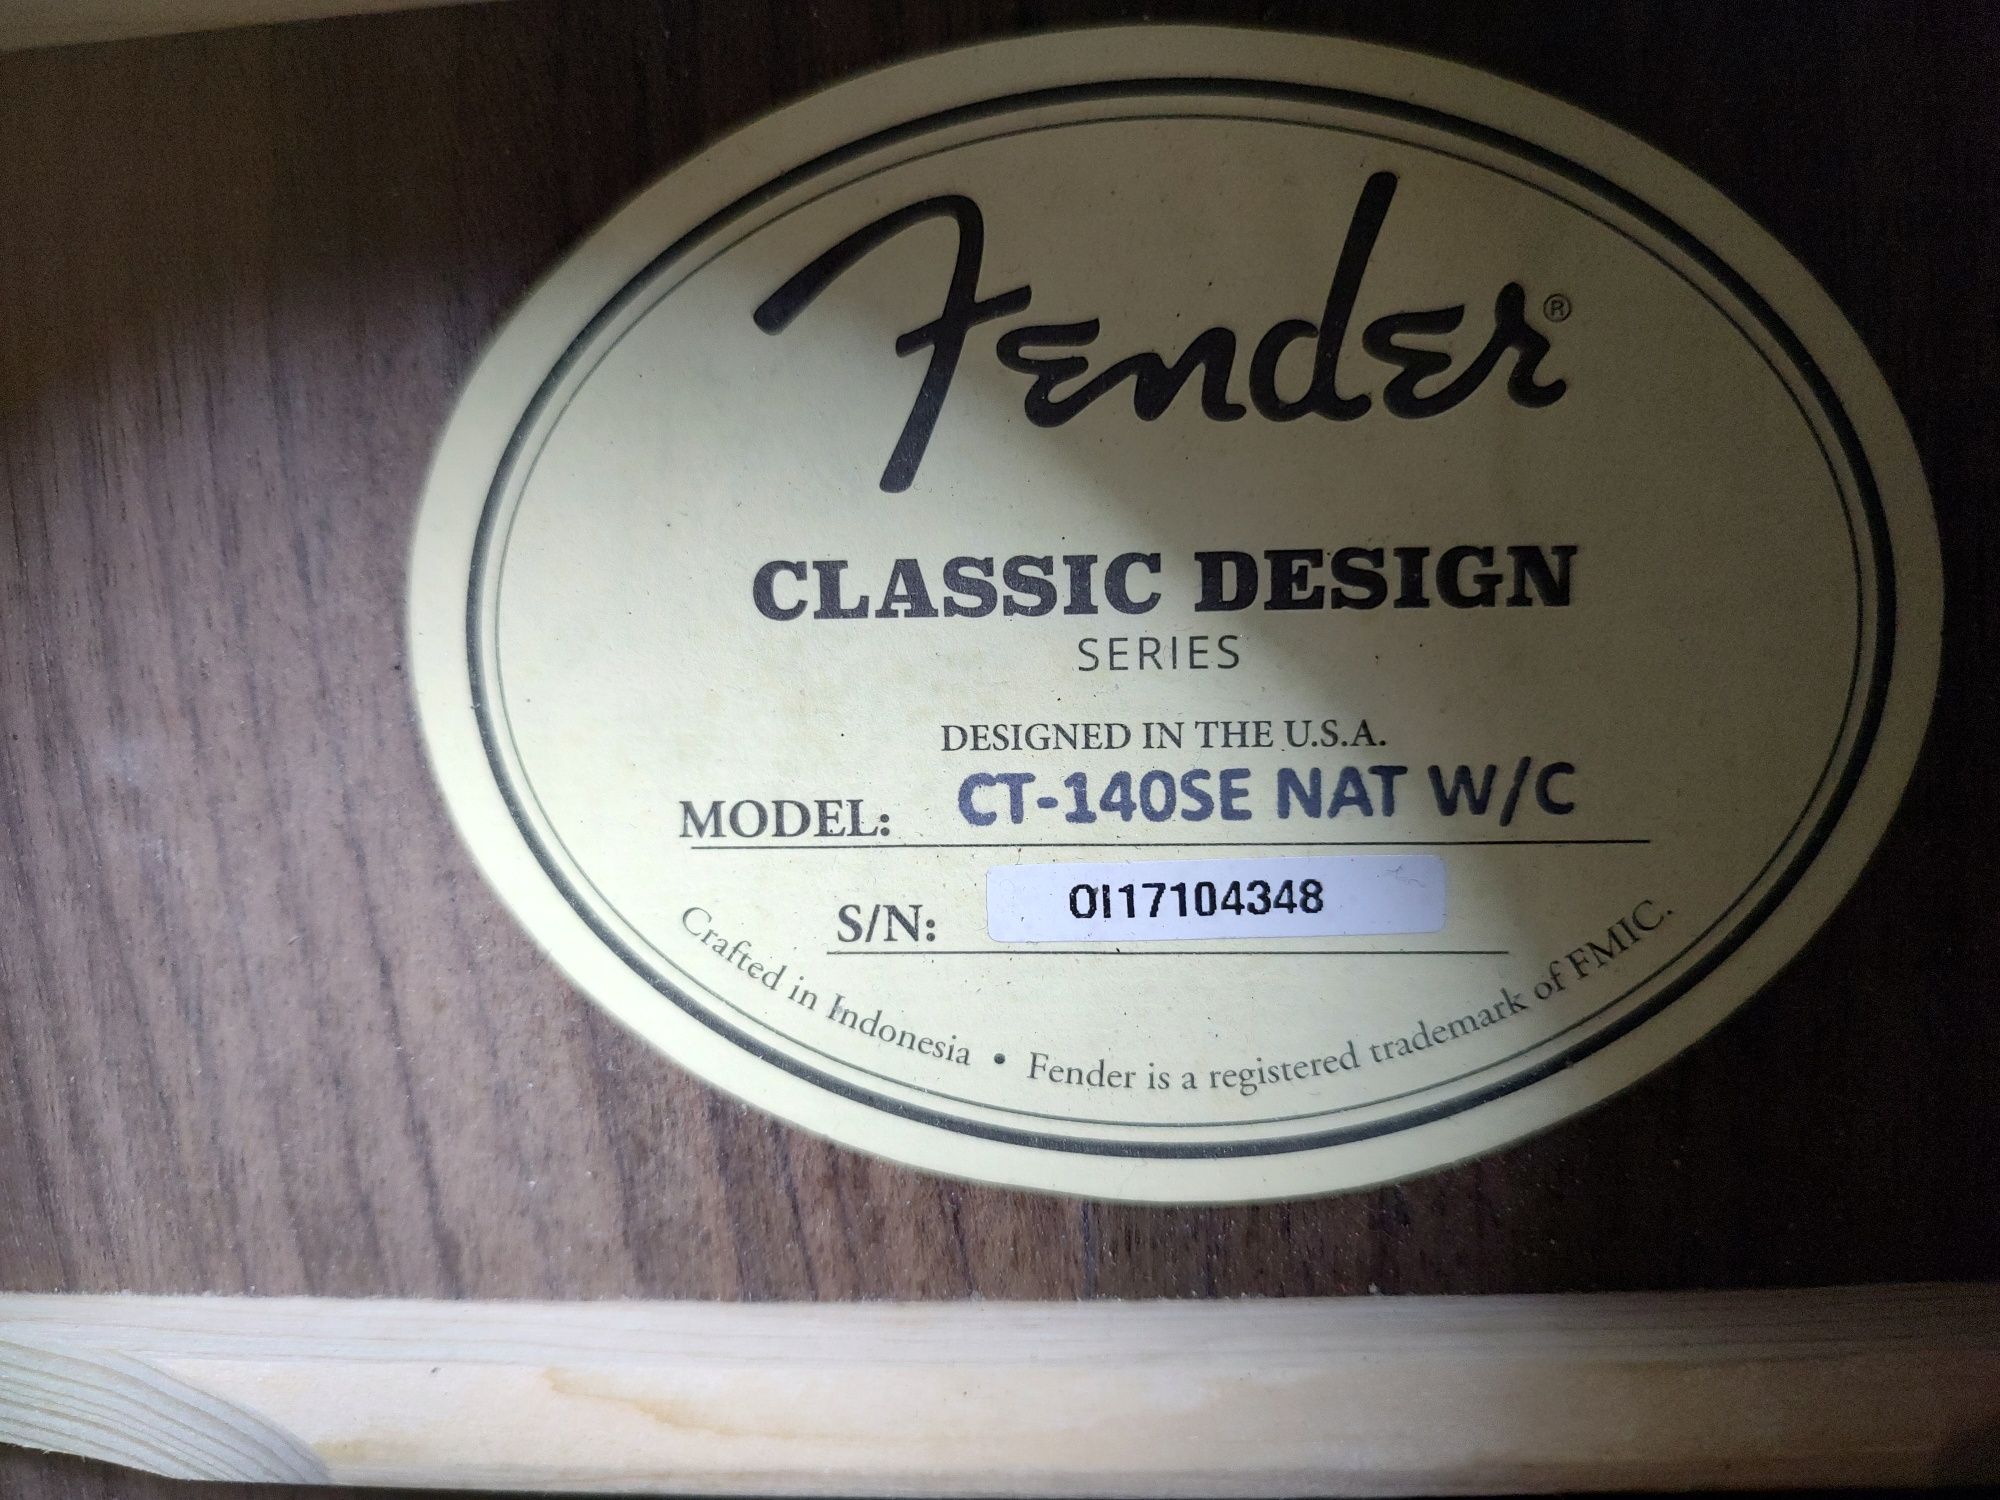 Fender®
CLASSIC DESIGN
SERIES
DESIGNED IN THE U.S.A.
MODEL: CT-140SE NAT W/C
S/N: OI17104348
Crafted in Indonesia • Fender is a registered trademark of FMIC.